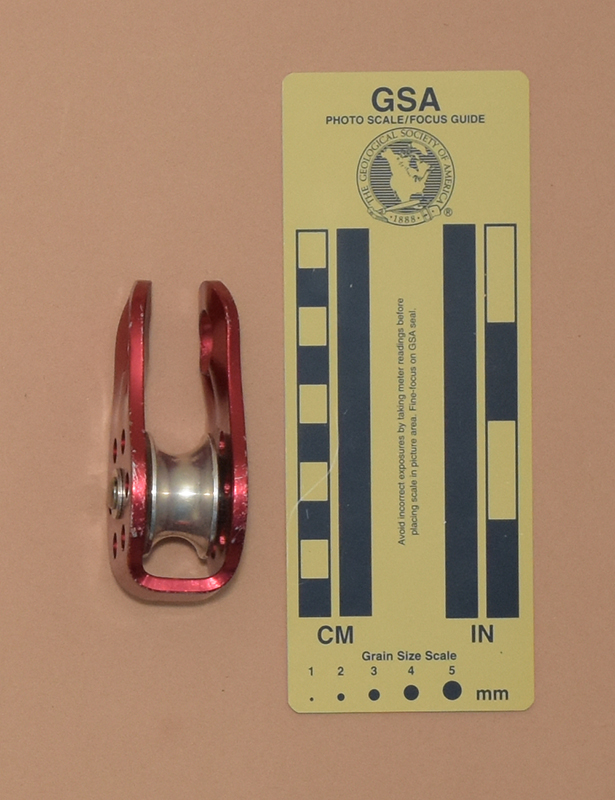 GSA
PHOTO SCALE/FOCUS GUIDE
THE GEOLOGICAL SOCIETY OF AMERICA
1888
®
Avoid incorrect exposures by taking meter readings before
placing scale in picture area. Fine-focus on GSA seal.
CM IN
Grain Size Scale
1 2 3 4 5
mm